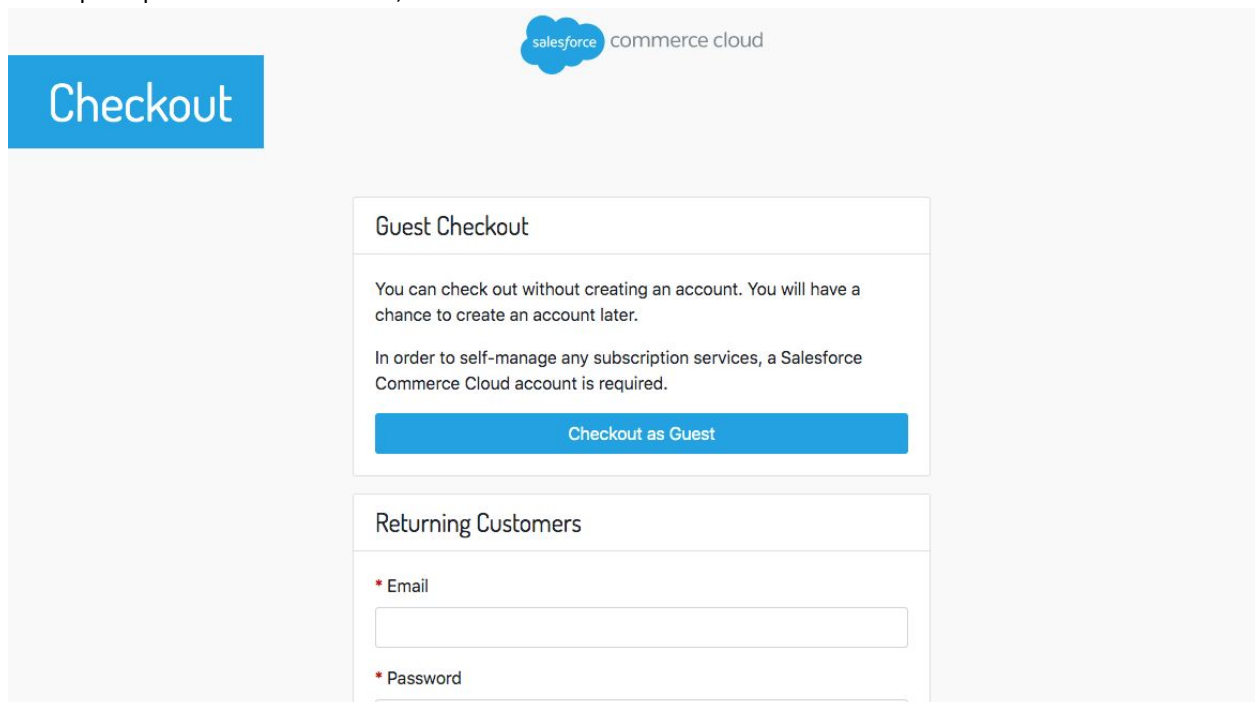 salesforce commerce cloud
Checkout
Guest Checkout
You can check out without creating an account. You will have a
chance to create an account later.
In order to self-manage any subscription services, a Salesforce
Commerce Cloud account is required.
Checkout as Guest
Returning Customers
* Email
* Password